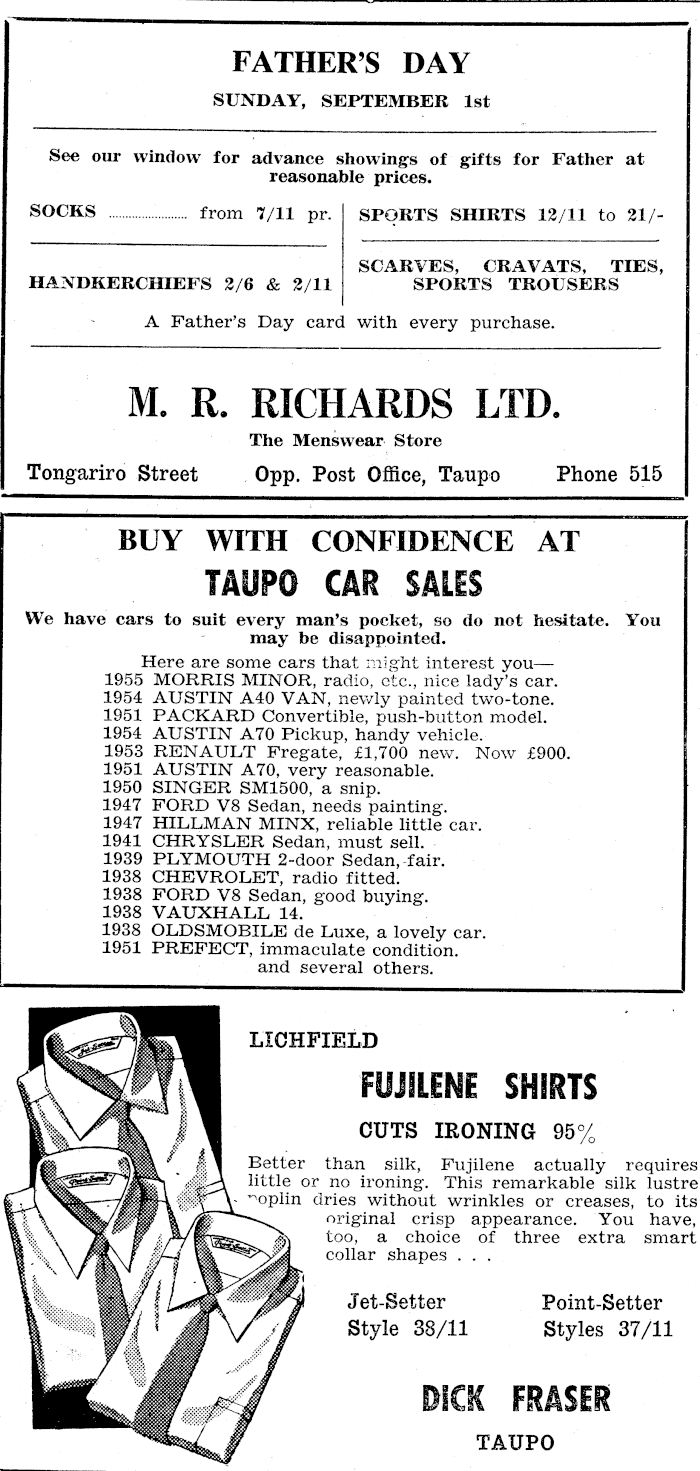 FATHER'S DAY
SUNDAY, SEPTEMBER 1st
See our window for advance showings of gifts for Father at
reasonable prices.
SOCKS ........................ from 7/11 pr.
HANDKERCHIEFS 2/6 & 2/11
SPORTS SHIRTS 12/11 to 21/-
SCARVES, CRAVATS, TIES,
SPORTS TROUSERS
A Father's Day card with every purchase.
M. R. RICHARDS LTD.
The Menswear Store
Tongariro Street Opp. Post Office, Taupo Phone 515
BUY WITH CONFIDENCE AT
TAUPO CAR SALES
We have cars to suit every man's pocket, so do not hesitate. You
may be disappointed.
Here are some cars that might interest you—
1955 MORRIS MINOR, radio, etc., nice lady's car.
1954 AUSTIN A40 VAN, newly painted two-tone.
1951 PACKARD Convertible, push-button model.
1954 AUSTIN A70 Pickup, handy vehicle.
1953 RENAULT Fregate, £1,700 new. Now £900.
1951 AUSTIN A70, very reasonable.
1950 SINGER SM1500, a snip.
1947 FORD V8 Sedan, needs painting.
1947 HILLMAN MINX, reliable little car.
1941 CHRYSLER Sedan, must sell.
1939 PLYMOUTH 2-door Sedan, fair.
1938 CHEVROLET, radio fitted.
1938 FORD V8 Sedan, good buying.
1938 VAUXHALL 14.
1938 OLDSMOBILE de Luxe, a lovely car.
1951 PREFECT, immaculate condition.
and several others.
LICHFIELD
FUJILENE SHIRTS
CUTS IRONING 95%
Better than silk, Fujilene actually requires
little or no ironing. This remarkable silk lustre
poplin dries without wrinkles or creases, to its
original crisp appearance. You have,
too, a choice of three extra smart
collar shapes . . .
Jet-Setter Point-Setter
Style 38/11 Styles 37/11
DICK FRASER
TAUPO